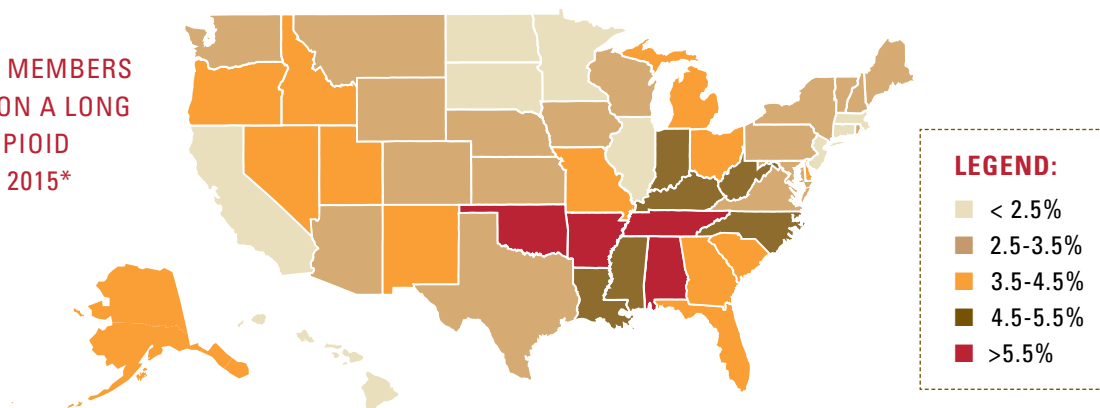 MEMBERS
ON A LONG
PIOID
2015*
LEGEND:
< 2.5%
2.5-3.5%
3.5-4.5%
4.5-5.5%
>5.5%